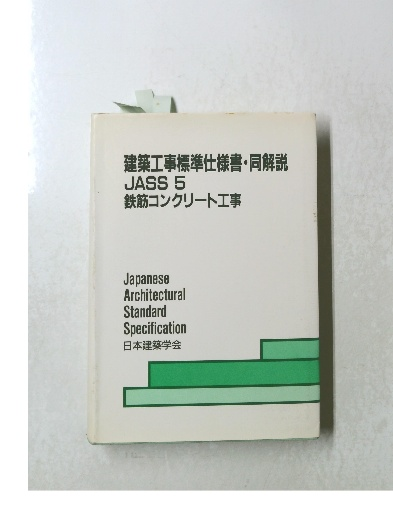 建築工事標準仕様書・同解説
JASS 5
鉄筋コンクリート工事
Japanese
Architectural
Standard
Specification
日本建築学会